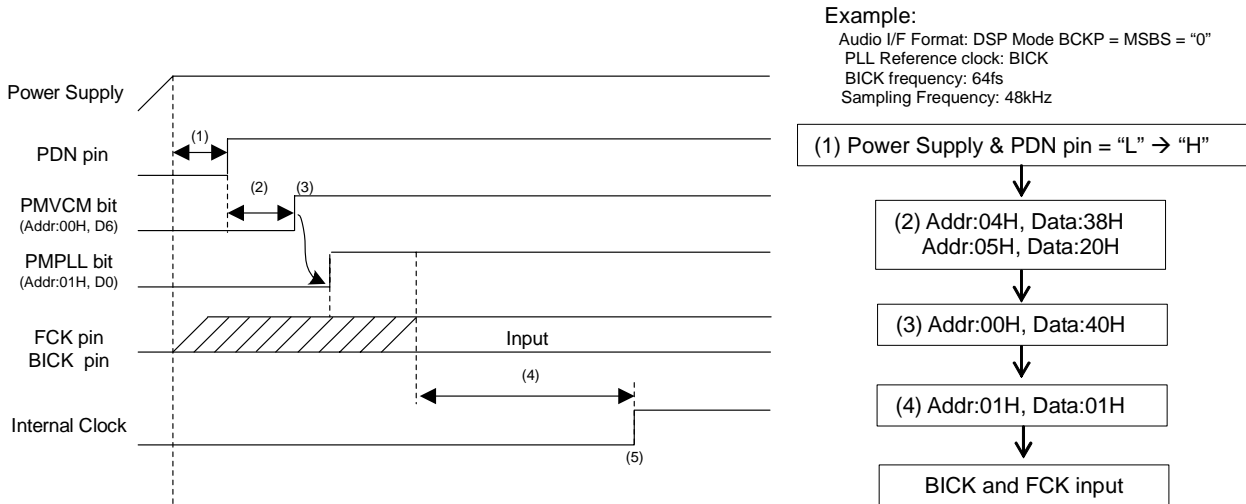 Example:
Audio I/F Format: DSP Mode BCKP = MSBS = “0”
PLL Reference clock: BICK
BICK frequency: 64fs
Sampling Frequency: 48kHz
Power Supply
PDN pin
(1)
PMVCM bit
(Addr:00H, D6)
(2)
(3)
PMPLL bit
(Addr:01H, D0)
FCK pin
BICK pin
Input
(4)
Internal Clock
(5)
(1) Power Supply & PDN pin = “L” → “H”
(2) Addr:04H, Data:38H
Addr:05H, Data:20H
(3) Addr:00H, Data:40H
(4) Addr:01H, Data:01H
BICK and FCK input